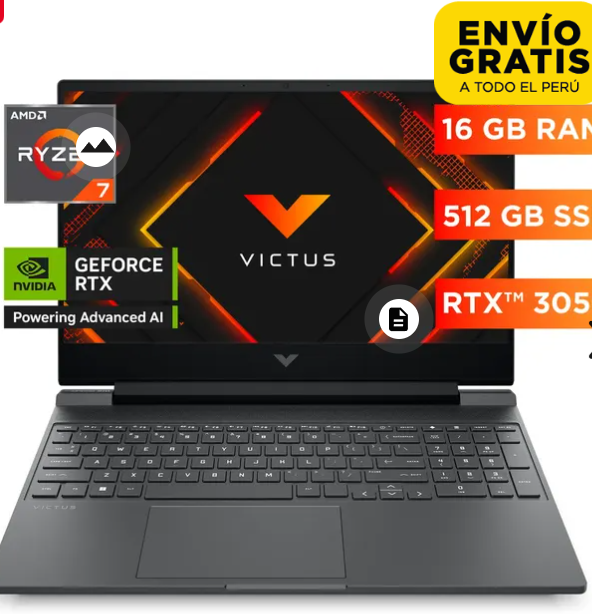 ENVÍO
GRATIS
A TODO EL PERÚ
AMD
RYZE
7
16 GB RAM
512 GB SS
RTX™ 305
NVIDIA
GEFORCE
RTX
Powering Advanced AI
VICTUS
VICTUS